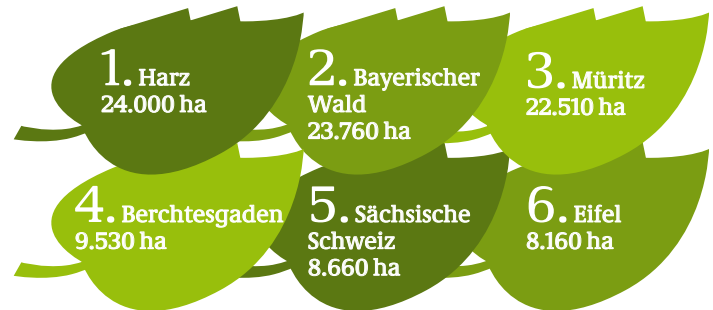 1. Harz
24.000 ha
2. Bayerischer
Wald
23.760 ha
3. Müritz
22.510 ha
4. Berchtesgaden
9.530 ha
5. Sächsische
Schweiz
8.660 ha
6. Eifel
8.160 ha